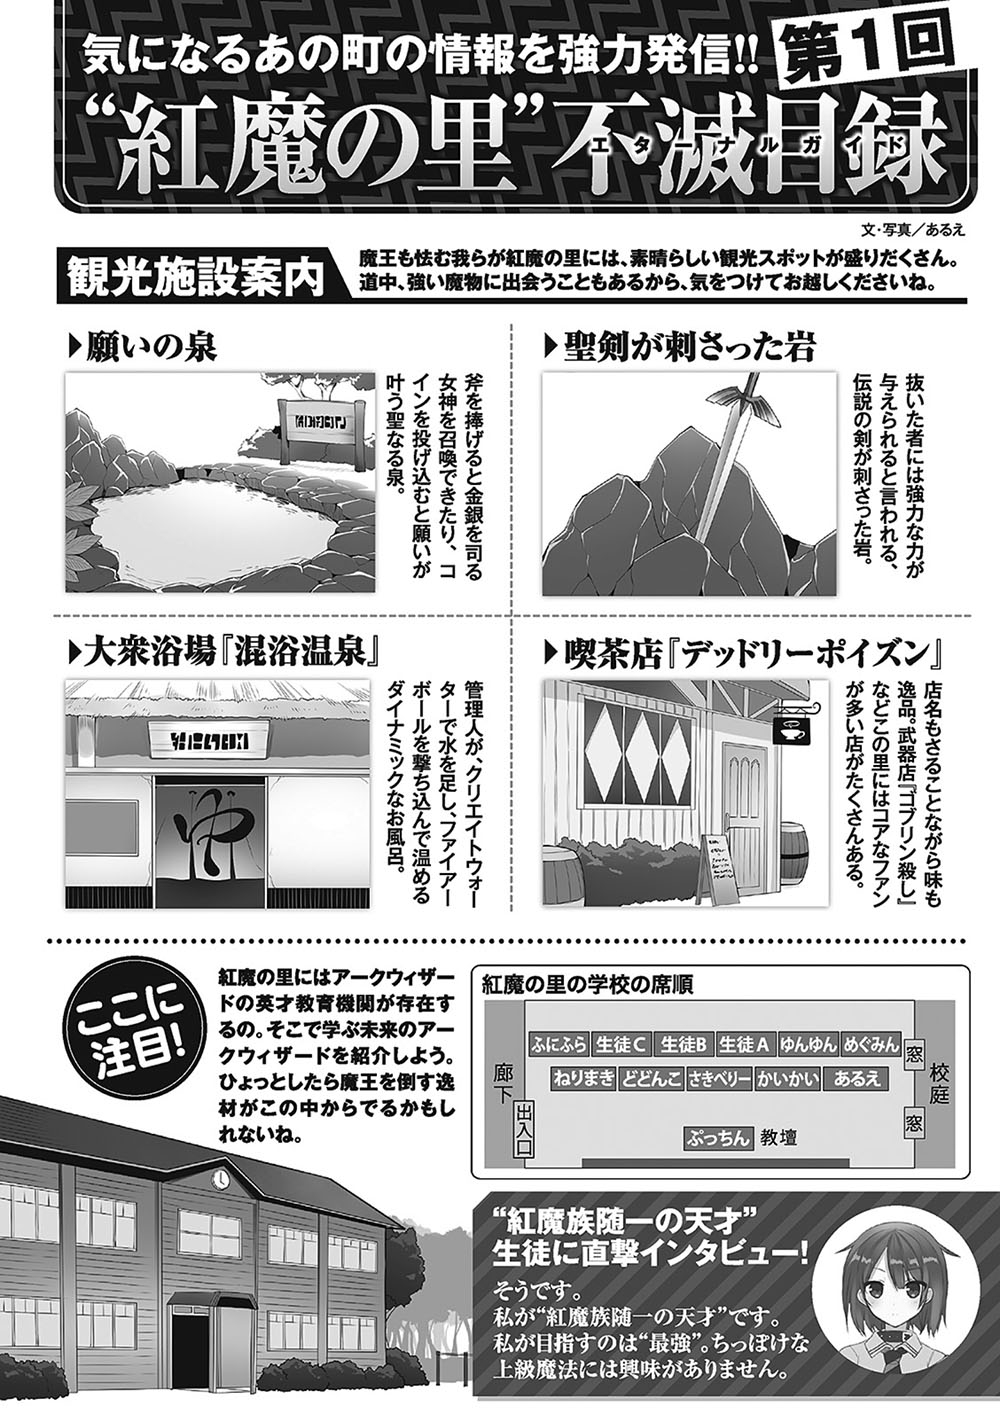 気になるあの町の情報を強力発信!!
第1回
“紅魔の里”不滅目録
エターナルガイド
文・写真／あるえ
観光施設案内
魔王も怯む我らが紅魔の里には、素晴らしい観光スポットが盛りだくさん。
道中、強い魔物に出会うこともあるから、気をつけてお越しくださいね。
▶願いの泉
斧を捧げると金銀を司る
女神を召喚できたり、コ
インを投げ込むと願いが
叶う聖なる泉。
▶聖剣が刺さった岩
抜いた者には強力な力が
与えられると言われる、
伝説の剣が刺さった岩。
▶大衆浴場『混浴温泉』
管理人が、クリエイトウォー
ターで水を足し、ファイアー
ボールを撃ち込んで温める
ダイナミックなお風呂。
ゆ
▶喫茶店『デッドリーポイズン』
店名もさることながら味も
逸品。武器店『ゴブリン殺し』
などこの里にはコアなファン
が多い店がたくさんある。
ここに
注目!
紅魔の里にはアークウィザー
ドの英才教育機関が存在す
るの。そこで学ぶ未来のアー
クウィザードを紹介しよう。
ひょっとしたら魔王を倒す逸
材がこの中からでるかもし
れないね。
紅魔の里の学校の席順
ふにふら 生徒C 生徒B 生徒A ゆんゆん めぐみん
ねりまき どどんこ さきベリー かいかい あるえ
廊下
出入口
窓
窓
校庭
ぷっちん 教壇
“紅魔族随一の天才”
生徒に直撃インタビュー!
そうです。
私が“紅魔族随一の天才”です。
私が目指すのは“最強”。ちっぽけな
上級魔法には興味がありません。